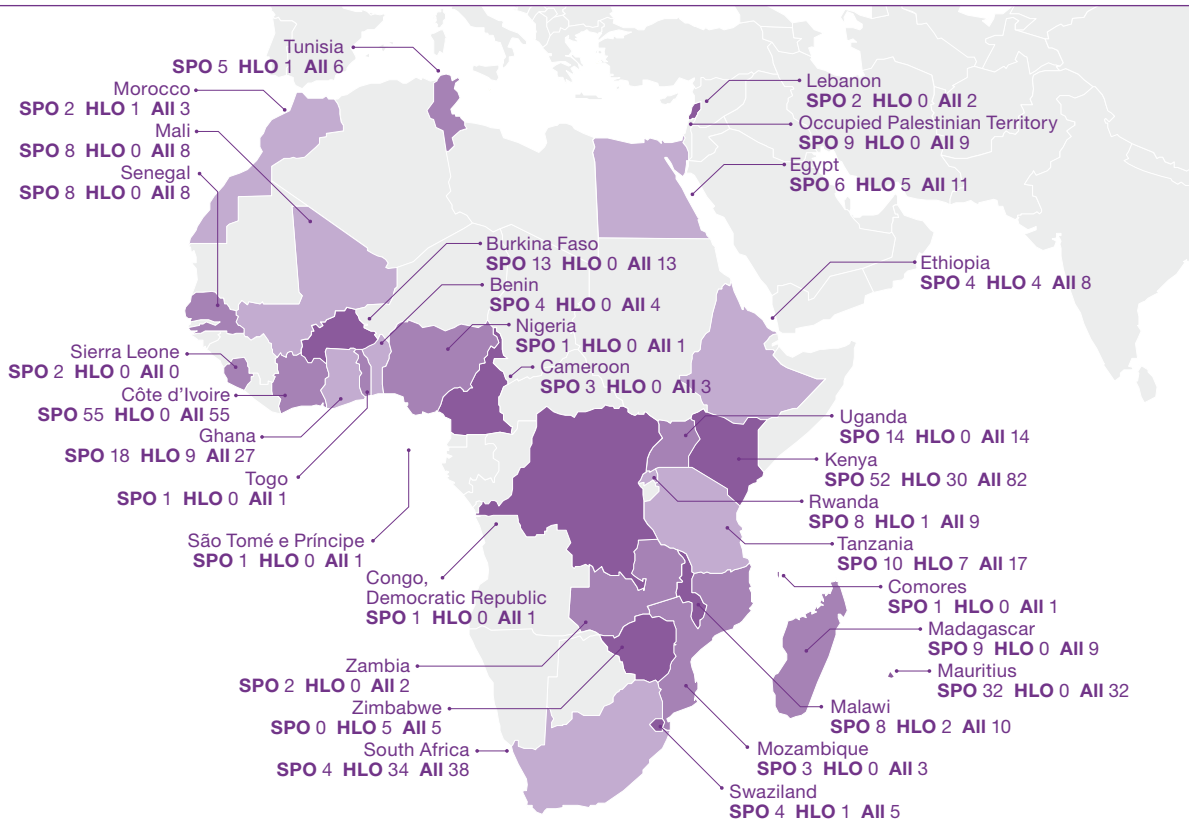 Tunisia
SPO 5 HLO 1 All 6
Morocco
SPO 2 HLO 1 All 3
Mali
SPO 8 HLO 0 All 8
Senegal
SPO 8 HLO 0 All 8
Lebanon
SPO 2 HLO 0 All 2
Occupied Palestinian Territory
SPO 9 HLO 0 All 9
Egypt
SPO 6 HLO 5 All 11
Burkina Faso
SPO 13 HLO 0 All 13
Benin
SPO 4 HLO 0 All 4
Nigeria
SPO 1 HLO 0 All 1
Cameroon
SPO 3 HLO 0 All 3
Ethiopia
SPO 4 HLO 4 All 8
Sierra Leone
SPO 2 HLO 0 All 0
Côte d'Ivoire
SPO 55 HLO 0 All 55
Ghana
SPO 18 HLO 9 All 27
Togo
SPO 1 HLO 0 All 1
São Tomé e Príncipe
SPO 1 HLO 0 All 1
Congo,
Democratic Republic
SPO 1 HLO 0 All 1
Uganda
SPO 14 HLO 0 All 14
Kenya
SPO 52 HLO 30 All 82
Rwanda
SPO 8 HLO 1 All 9
Tanzania
SPO 10 HLO 7 All 17
Comores
SPO 1 HLO 0 All 1
Madagascar
SPO 9 HLO 0 All 9
Mauritius
SPO 32 HLO 0 All 32
Malawi
SPO 8 HLO 2 All 10
Zambia
SPO 2 HLO 0 All 2
Zimbabwe
SPO 0 HLO 5 All 5
South Africa
SPO 4 HLO 34 All 38
Mozambique
SPO 3 HLO 0 All 3
Swaziland
SPO 4 HLO 1 All 5